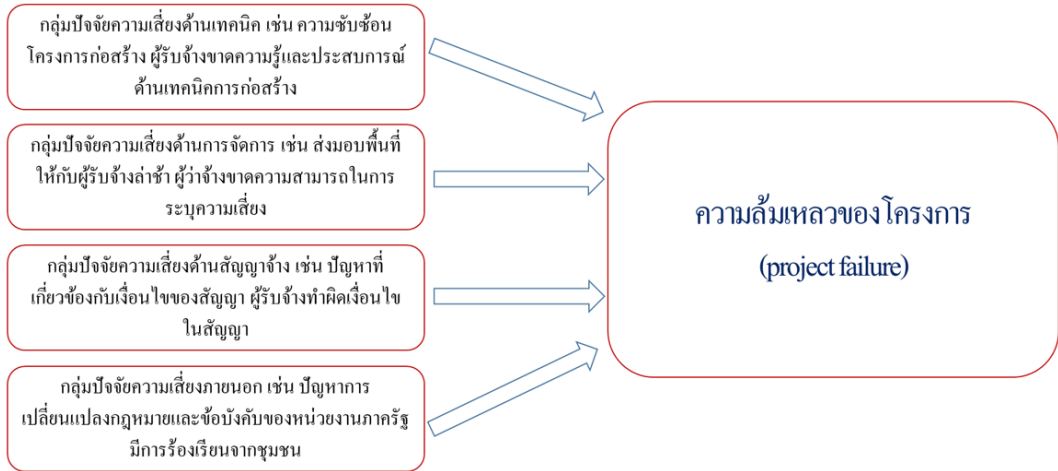 กลุ่มปัจจัยความเสี่ยงด้านเทคนิค เช่น ความซับซ้อน
โครงการก่อสร้าง ผู้รับจ้างขาดความรู้และประสบการณ์
ด้านเทคนิคการก่อสร้าง
กลุ่มปัจจัยความเสี่ยงด้านการจัดการ เช่น ส่งมอบพื้นที่
ให้กับผู้รับจ้างล่าช้า ผู้ว่าจ้างขาดความสามารถในการ
ระบุความเสี่ยง
กลุ่มปัจจัยความเสี่ยงด้านสัญญาจ้าง เช่น ปัญหาที่
เกี่ยวข้องกับเงื่อนไขของสัญญา ผู้รับจ้างทำผิดเงื่อนไข
ในสัญญา
กลุ่มปัจจัยความเสี่ยงภายนอก เช่น ปัญหาการ
เปลี่ยนแปลงกฎหมายและข้อบังคับของหน่วยงานภาครัฐ
มีการร้องเรียนจากชุมชน
ความล้มเหลวของโครงการ
(project failure)